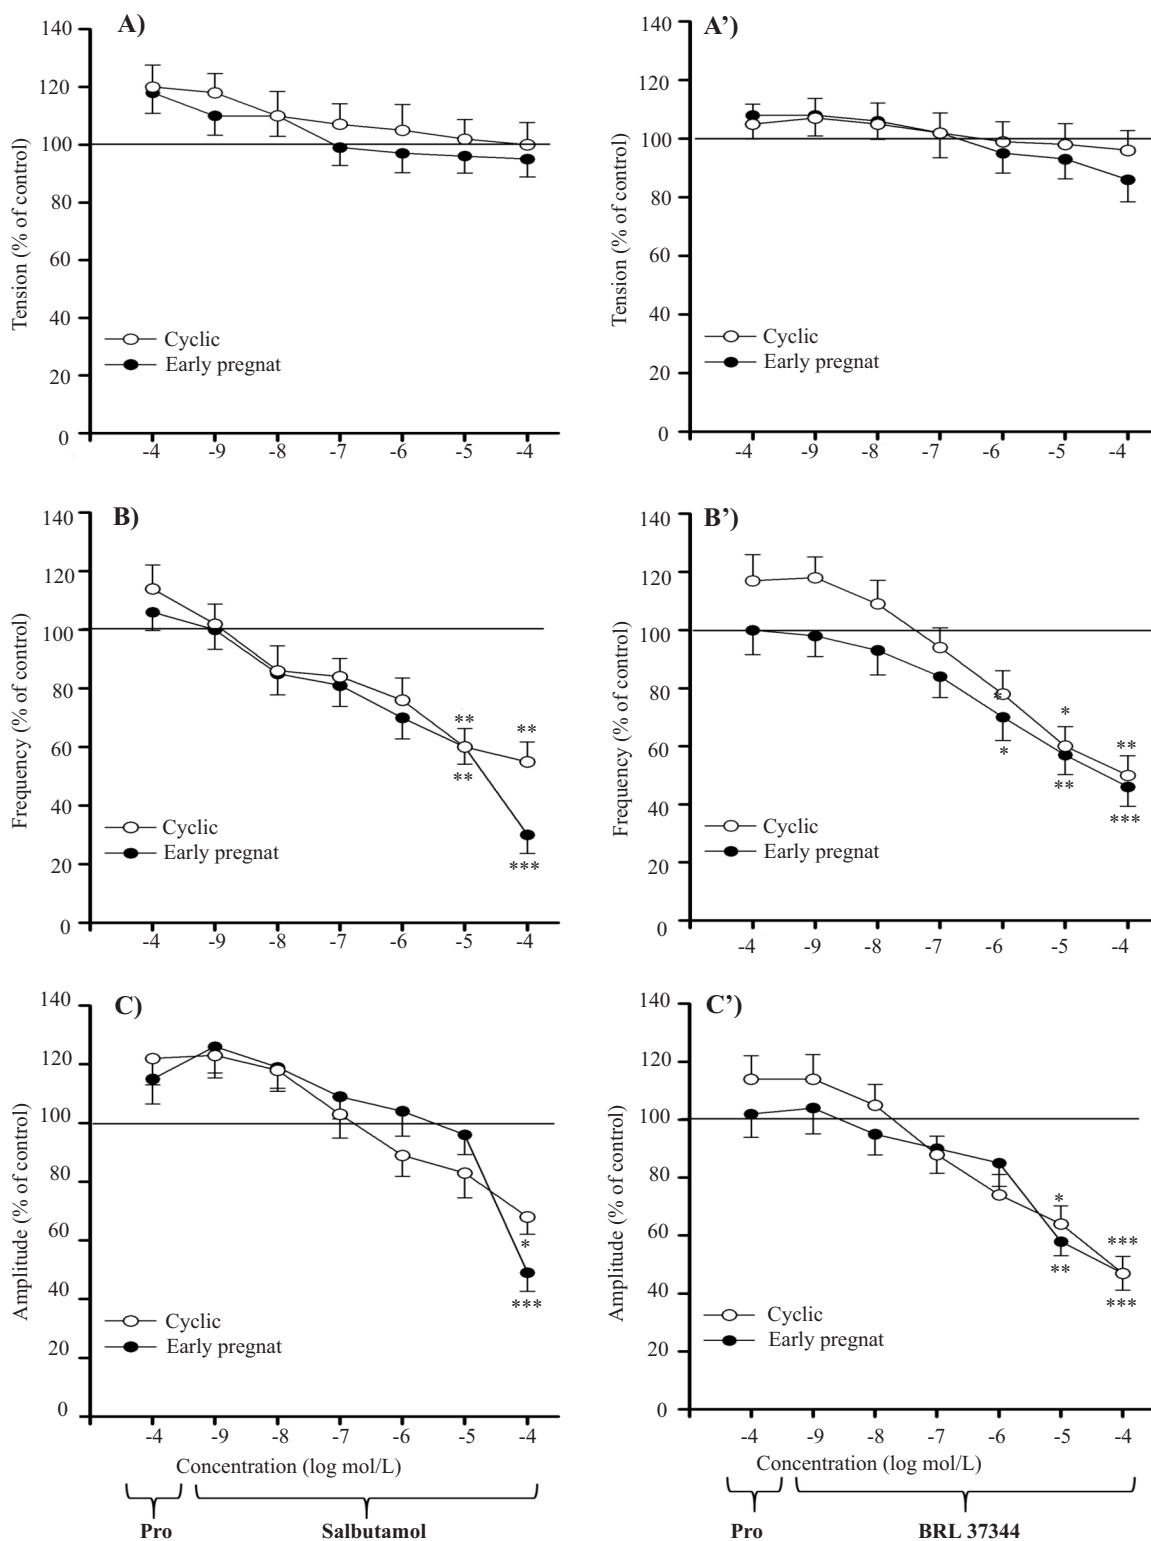 A)
140
120
100
80
60
40
20
0
Tension (% of control)
Cyclic
Early pregnat
-4 -9 -8 -7 -6 -5 -4
A’)
140
120
100
80
60
40
20
0
Tension (% of control)
Cyclic
Early pregnat
-4 -9 -8 -7 -6 -5 -4
B)
140
120
100
80
60
40
20
0
Frequency (% of control)
** **
**
***
Cyclic
Early pregnat
-4 -9 -8 -7 -6 -5 -4
B’)
140
120
100
80
60
40
20
0
Frequency (% of control)
* * **
* ** ***
Cyclic
Early pregnat
-4 -9 -8 -7 -6 -5 -4
C)
140
120
100
80
60
40
20
0
Amplitude (% of control)
*
***
Cyclic
Early pregnat
-4 -9 -8 -7 -6 -5 -4
Concentration (log mol/L)
Pro Salbutamol
C’)
140
120
100
80
60
40
20
0
Amplitude (% of control)
* ***
** ***
Cyclic
Early pregnat
-4 -9 -8 -7 -6 -5 -4
Concentration (log mol/L)
Pro BRL 37344